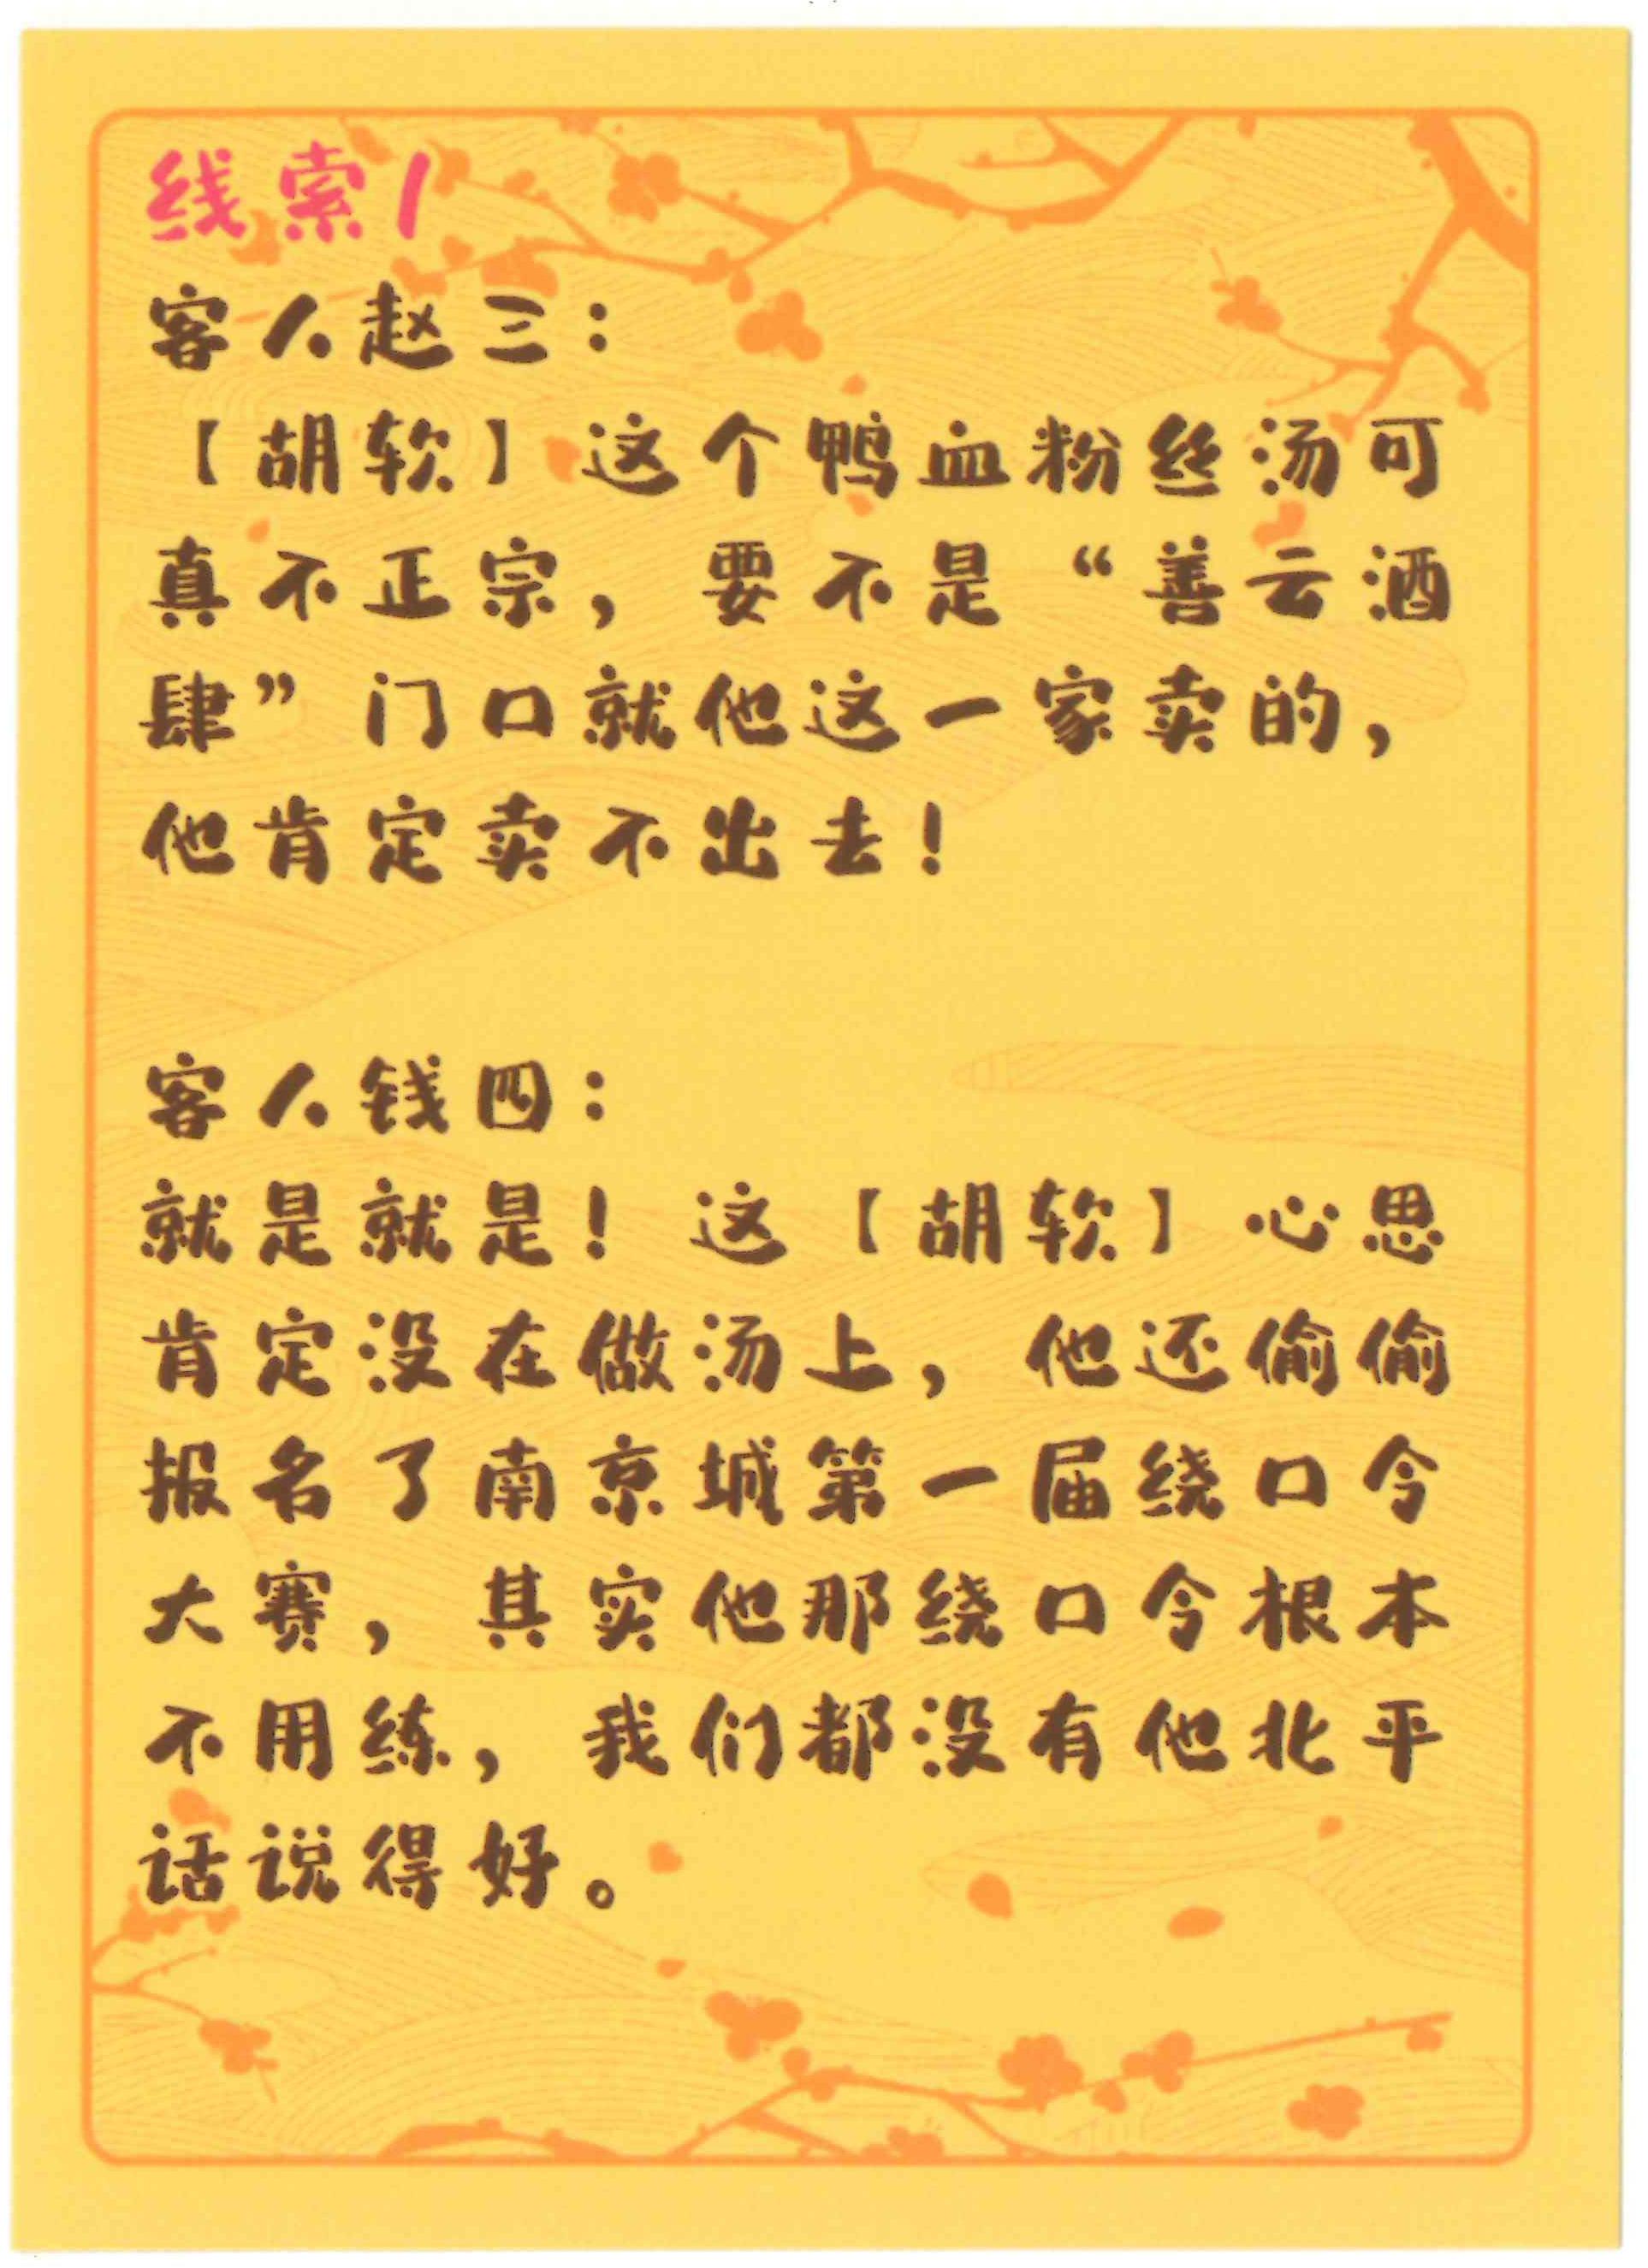 线索1
客人赵三：
【胡软】这个鸭血粉丝汤可
真不正宗，要不是“善云酒
肆”门口就他这一家卖的，
他肯定卖不出去！
客人钱四：
就是就是！这【胡软】心思
肯定没在做汤上，他还偷偷
报名了南京城第一届绕口令
大赛，其实他那绕口令根本
不用练，我们都没有他北平
话说得好。